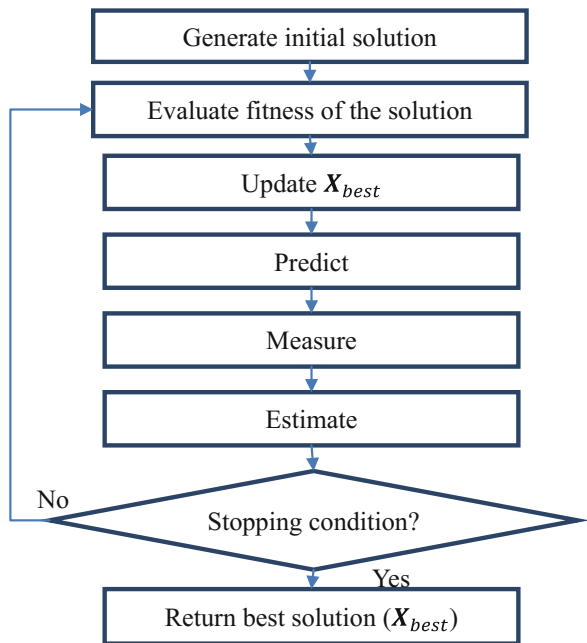 Generate initial solution
Evaluate fitness of the solution
Update X_best
Predict
Measure
Estimate
No
Stopping condition?
Yes
Return best solution (X_best)